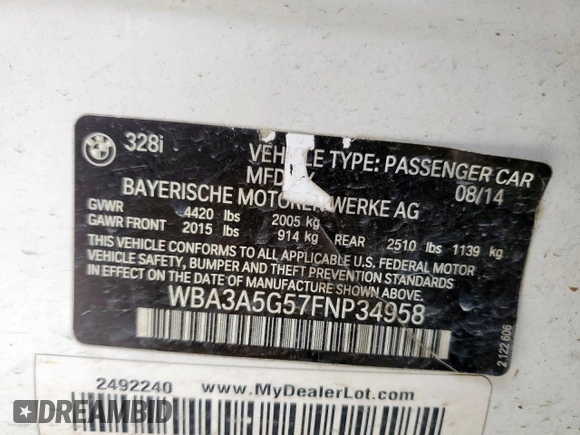 328i
VEHICLE TYPE: PASSENGER CAR
MFD 08/14
BAYERISCHE WERKE AG
GVWR 4420 lbs 2005 kg
GAWR FRONT 2015 lbs 914 kg REAR 2510 lbs 1139 kg
THIS VEHICLE CONFORMS TO ALL APPLICABLE U.S. FEDERAL MOTOR
VEHICLE SAFETY, BUMPER AND THEFT PREVENTION STANDARDS IN
EFFECT ON THE DATE OF MANUFACTURE SHOWN ABOVE.
WBA3A5G57FNP34958
2 122 606
2492240 www.MyDealerLot.com
DREAMBID